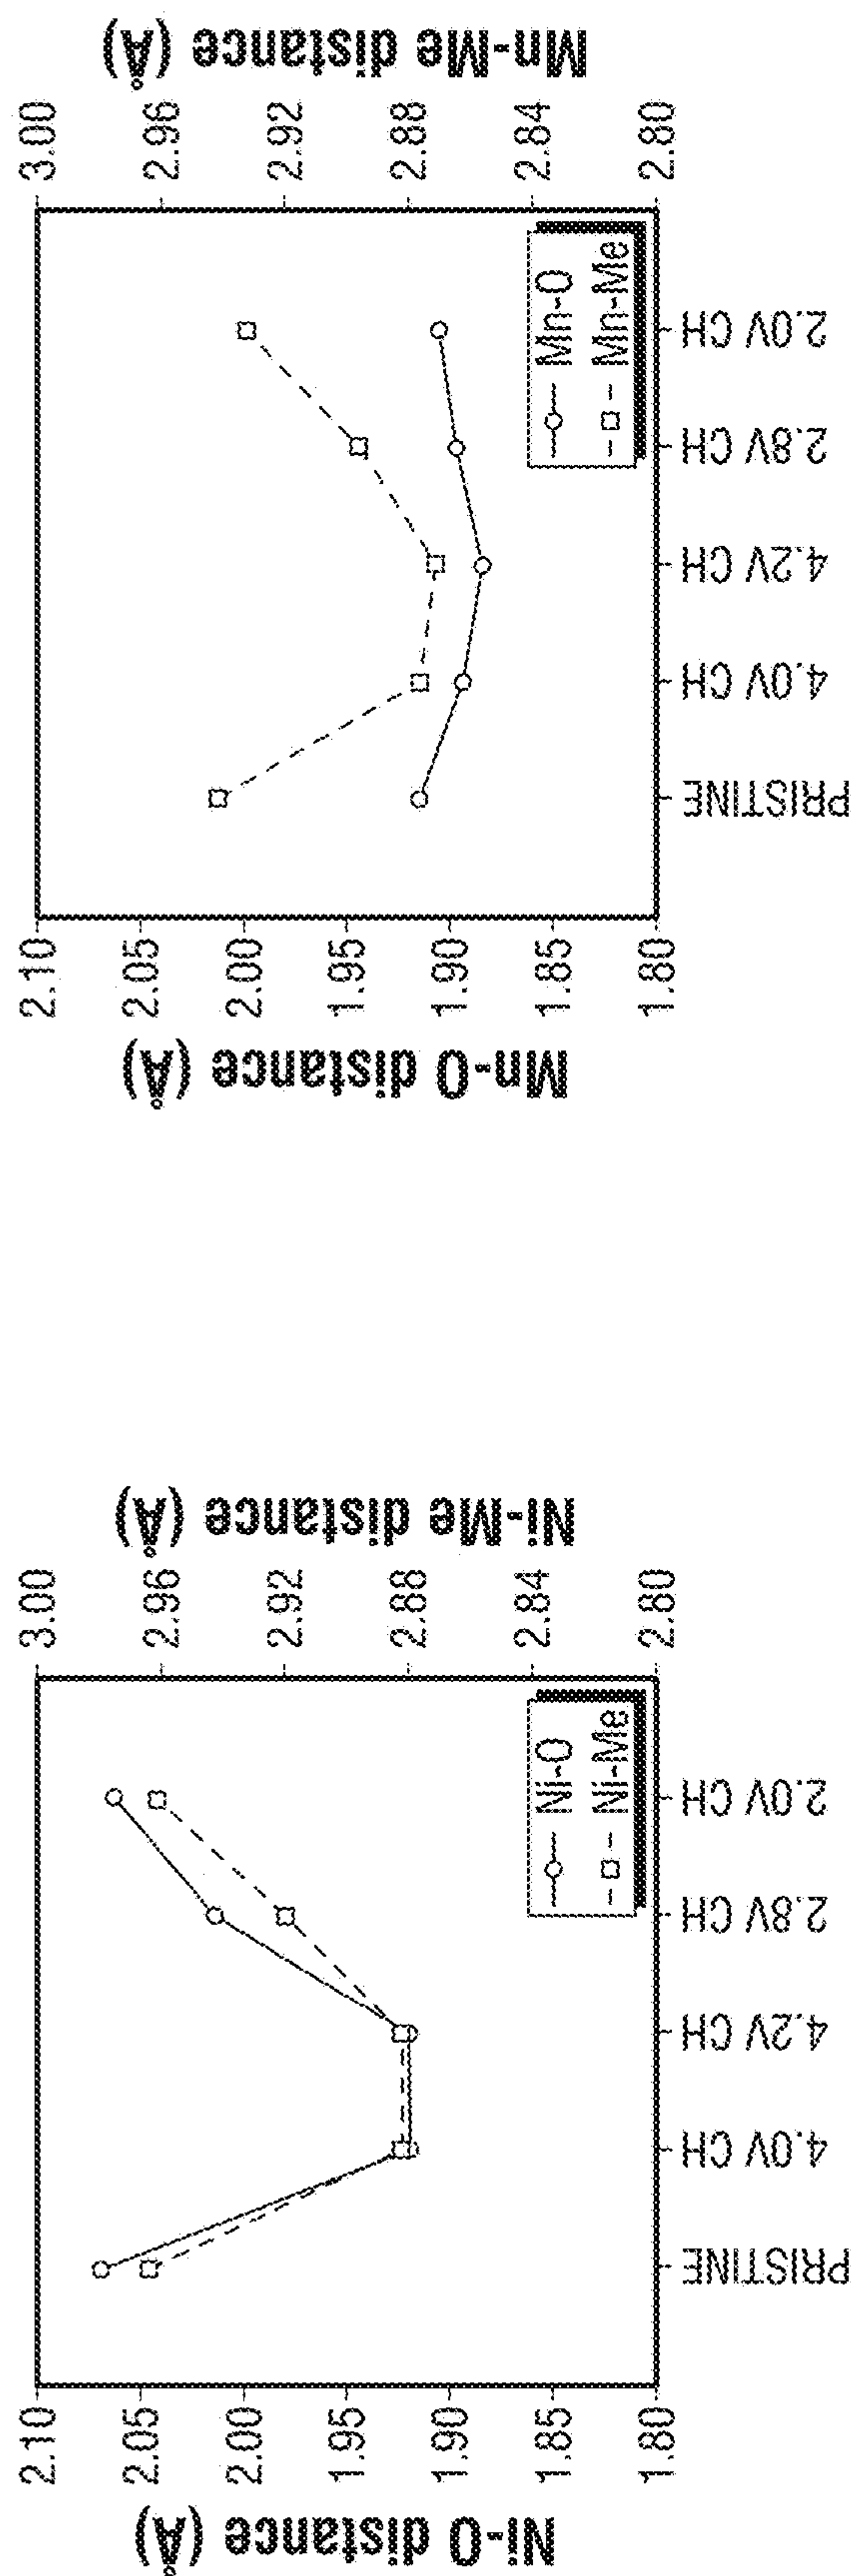 Ni-O distance (Å)
2.10
2.05
2.00
1.95
1.90
1.85
1.80
PRISTINE
4.0V CH
4.2V CH
2.8V CH
2.0V CH
Ni-O
Ni-Me
3.00
2.96
2.92
2.88
2.84
2.80
Ni-Me distance (Å)
Mn-O distance (Å)
2.10
2.05
2.00
1.95
1.90
1.85
1.80
PRISTINE
4.0V CH
4.2V CH
2.8V CH
2.0V CH
Mn-O
Mn-Me
3.00
2.96
2.92
2.88
2.84
2.80
Mn-Me distance (Å)